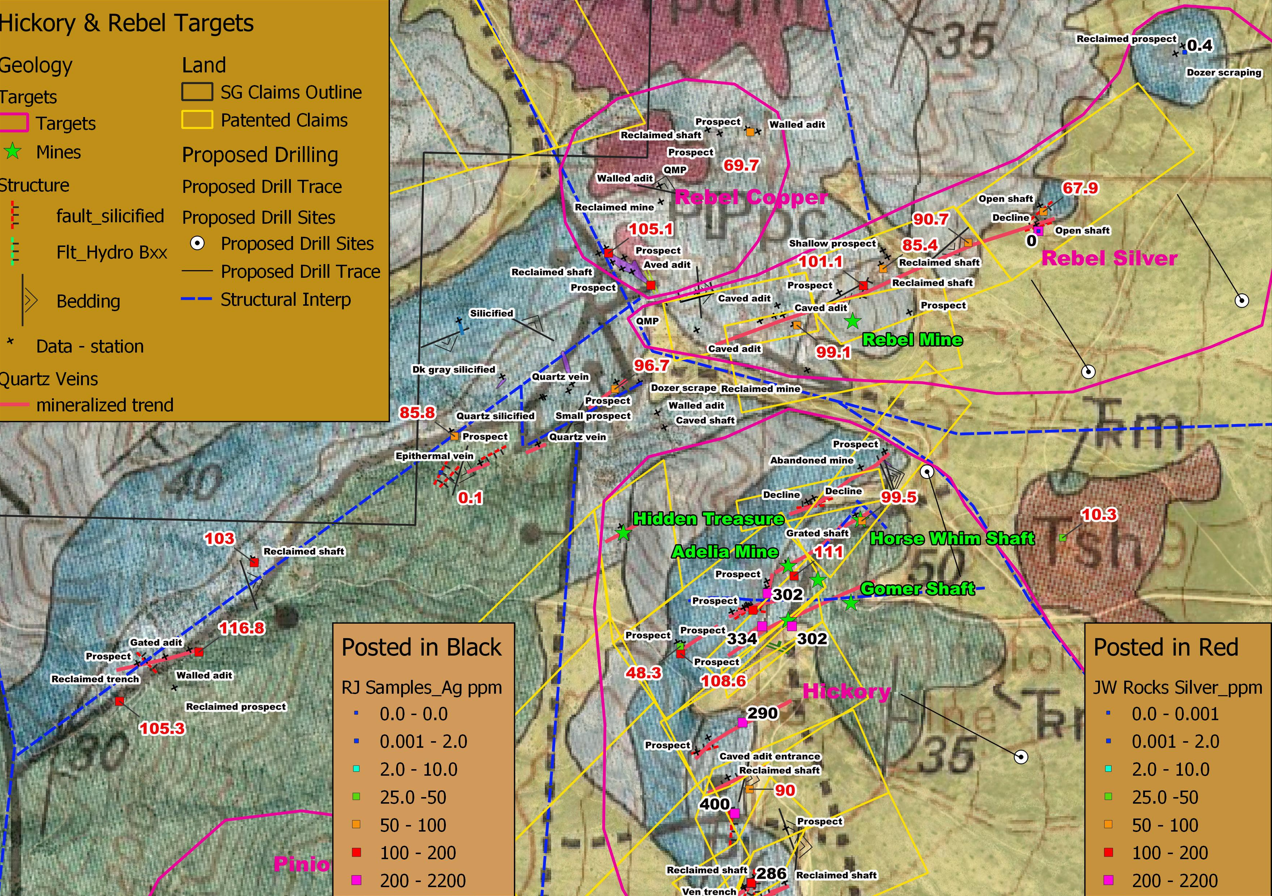 Hickory & Rebel Targets
Geology
Targets
Targets
Mines
Structure
fault_silicified
Flt_Hydro Bxx
Bedding
Data - station
Quartz Veins
mineralized trend
Land
SG Claims Outline
Patented Claims
Proposed Drilling
Proposed Drill Trace
Proposed Drill Sites
Proposed Drill Sites
Proposed Drill Trace
Structural Interp
35
Reclaimed prospect
0.4
Dozer scraping
Prospect
Walled adit
Reclaimed shaft
Prospect
69.7
QMP
Walled adit
Rebel Copper
Reclaimed mine
105.1
Prospect
Aved adit
Reclaimed shaft
Prospect
67.9
Open shaft
90.7
Decline
0
Open shaft
Shallow prospect
85.4
Rebel Silver
101.1
Reclaimed shaft
Prospect
Reclaimed shaft
Caved adit
Caved adit
Prospect
QMP
Rebel Mine
Caved adit
99.1
Silicified
96.7
Dk gray silicified
Quartz vein
Dozer scrape
Reclaimed mine
Prospect
Walled adit
85.8
Quartz silicified
Small prospect
Caved shaft
Prospect
Quartz vein
Epithermal vein
40
0.1
Prospect
Abandoned mine
Decline
Decline
99.5
Hidden Treasure
Grated shaft
Horse Whim Shaft
10.3
Tsh
Adelia Mine
111
50
103
Reclaimed shaft
Prospect
302
Gomer Shaft
Prospect
116.8
Prospect
Prospect
334
302
Gated adit
Prospect
Prospect
48.3
108.6
Reclaimed trench
Walled adit
Hickory
Reclaimed prospect
105.3
290
30
Prospect
Caved adit entrance
35
Reclaimed shaft
400
90
Prospect
Pinio
Reclaimed shaft
286
Reclaimed shaft
Ven trench
Posted in Black
RJ Samples_Ag ppm
0.0 - 0.0
0.001 - 2.0
2.0 - 10.0
25.0 -50
50 - 100
100 - 200
200 - 2200
Posted in Red
JW Rocks Silver_ppm
0.0 - 0.001
0.001 - 2.0
2.0 - 10.0
25.0 -50
50 - 100
100 - 200
200 - 2200